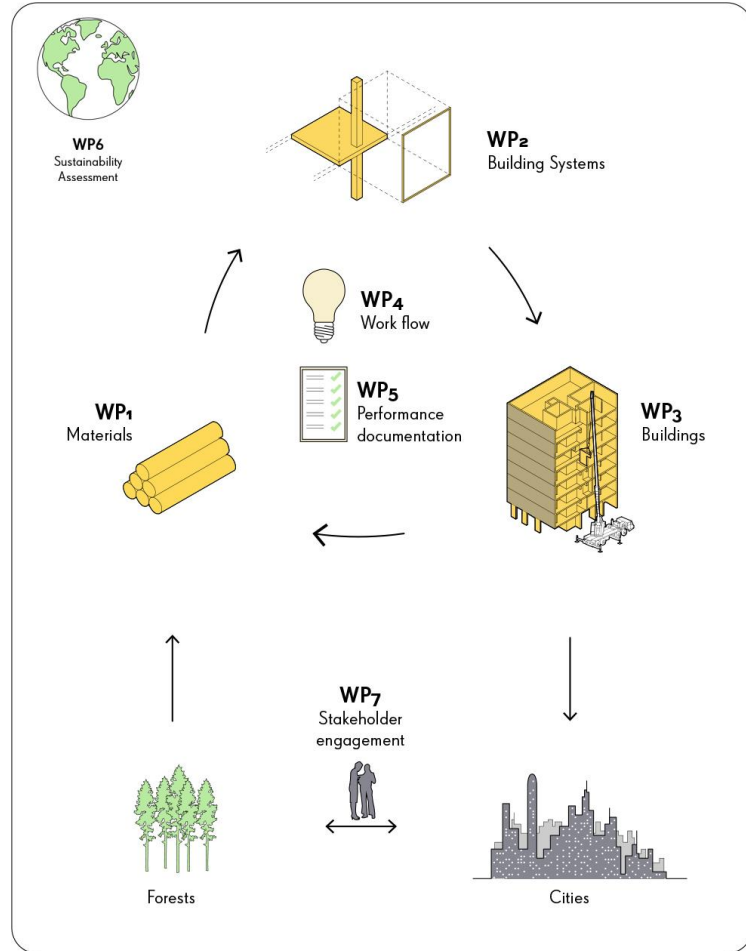 WP6
Sustainability
Assessment
WP2
Building Systems
WP4
Work flow
WP5
Performance
documentation
WP1
Materials
WP3
Buildings
WP7
Stakeholder
engagement
Forests
Cities